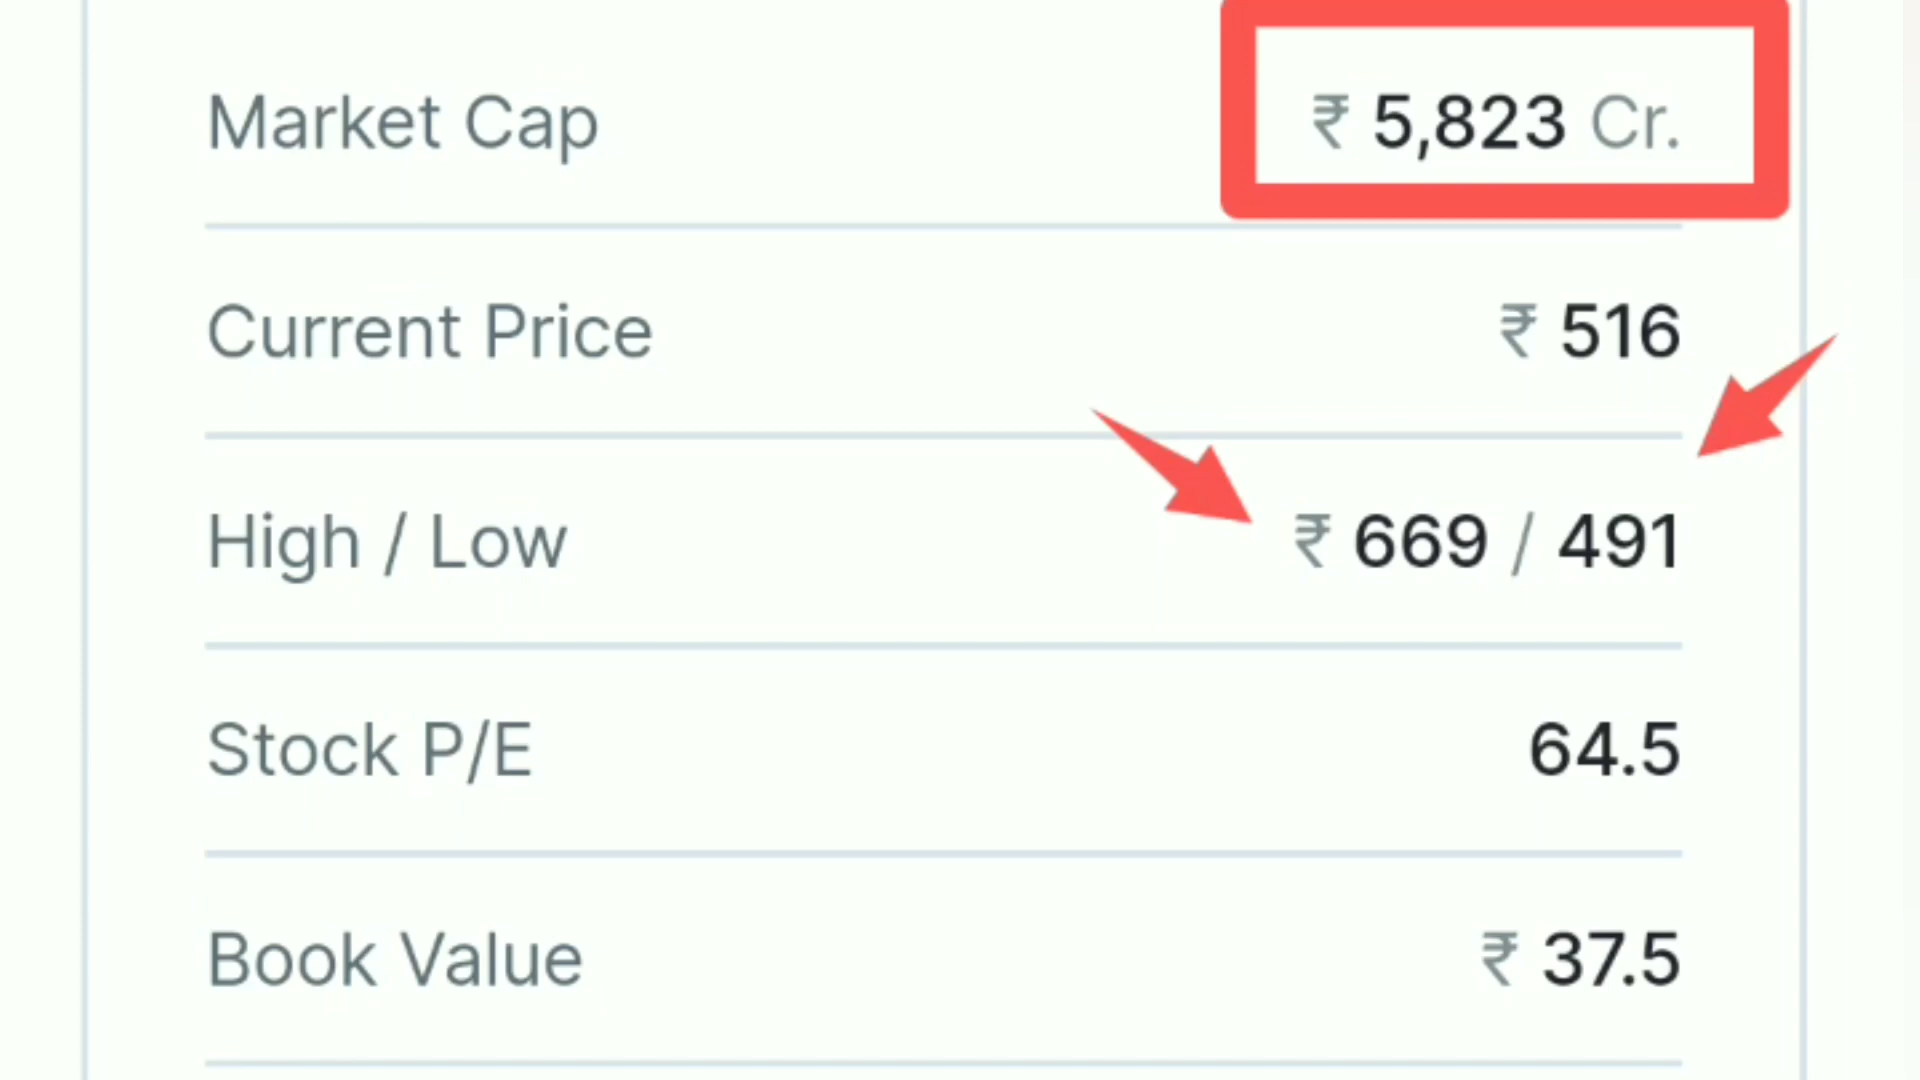 Market Cap ₹ 5,823 Cr.
Current Price ₹ 516
High / Low ₹ 669 / 491
Stock P/E 64.5
Book Value ₹ 37.5